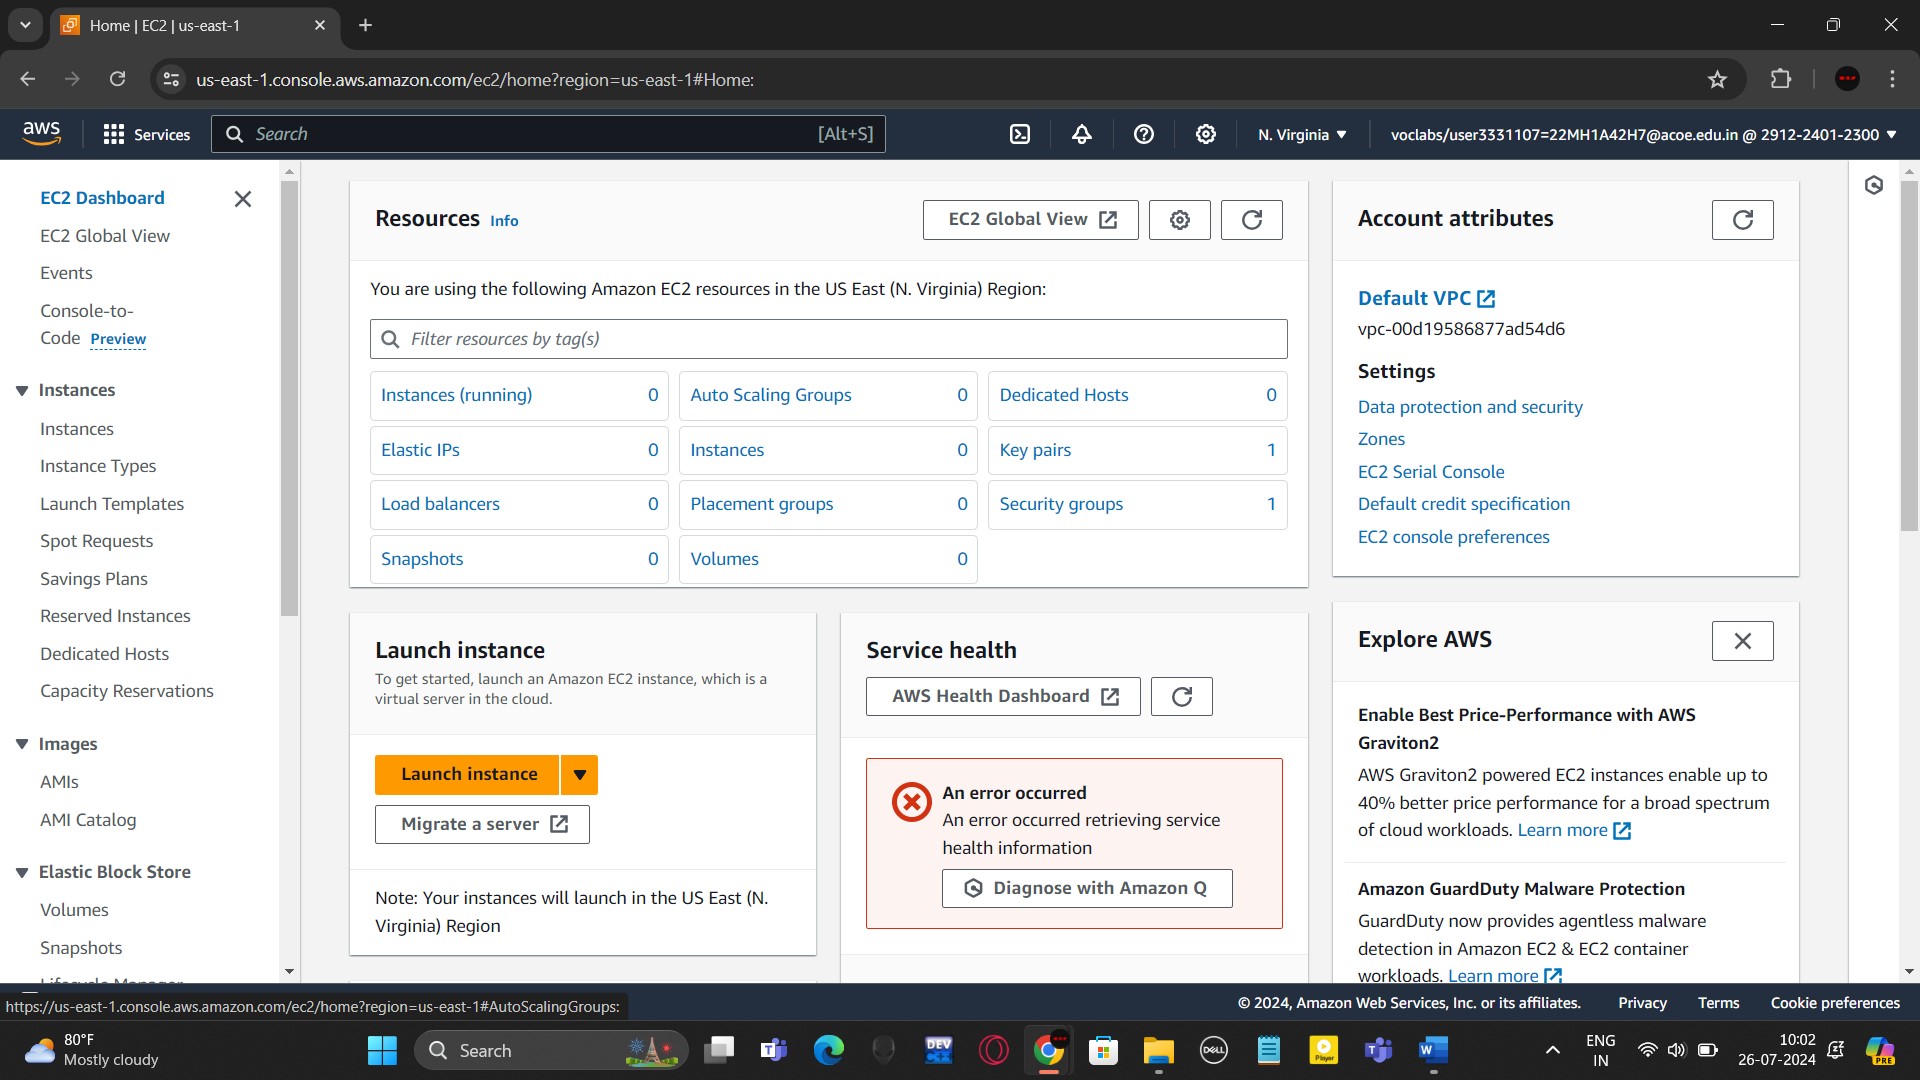 Home | EC2 | us-east-1
us-east-1.console.aws.amazon.com/ec2/home?region=us-east-1#Home:
aws
Services
Search
[Alt+S]
N. Virginia
voclabs/user3331107=22MH1A42H7@acoe.edu.in @ 2912-2401-2300
EC2 Dashboard
EC2 Global View
Events
Console-to-
Code Preview
Instances
Instances
Instance Types
Launch Templates
Spot Requests
Savings Plans
Reserved Instances
Dedicated Hosts
Capacity Reservations
Images
AMIs
AMI Catalog
Elastic Block Store
Volumes
Snapshots
Lifecycle Manager
Resources Info
EC2 Global View
You are using the following Amazon EC2 resources in the US East (N. Virginia) Region:
Filter resources by tag(s)
Instances (running) 0
Auto Scaling Groups 0
Dedicated Hosts 0
Elastic IPs 0
Instances 0
Key pairs 1
Load balancers 0
Placement groups 0
Security groups 1
Snapshots 0
Volumes 0
Launch instance
To get started, launch an Amazon EC2 instance, which is a
virtual server in the cloud.
Launch instance
Migrate a server
Note: Your instances will launch in the US East (N.
Virginia) Region
Service health
AWS Health Dashboard
An error occurred
An error occurred retrieving service
health information
Diagnose with Amazon Q
Account attributes
Default VPC
vpc-00d19586877ad54d6
Settings
Data protection and security
Zones
EC2 Serial Console
Default credit specification
EC2 console preferences
Explore AWS
Enable Best Price-Performance with AWS
Graviton2
AWS Graviton2 powered EC2 instances enable up to
40% better price performance for a broad spectrum
of cloud workloads. Learn more
Amazon GuardDuty Malware Protection
GuardDuty now provides agentless malware
detection in Amazon EC2 & EC2 container
workloads. Learn more
https://us-east-1.console.aws.amazon.com/ec2/home?region=us-east-1#AutoScalingGroups:
© 2024, Amazon Web Services, Inc. or its affiliates.
Privacy
Terms
Cookie preferences
80°F
Mostly cloudy
Search
DEV
C++
DELL
Player
W
ENG
IN
10:02
26-07-2024
PRE